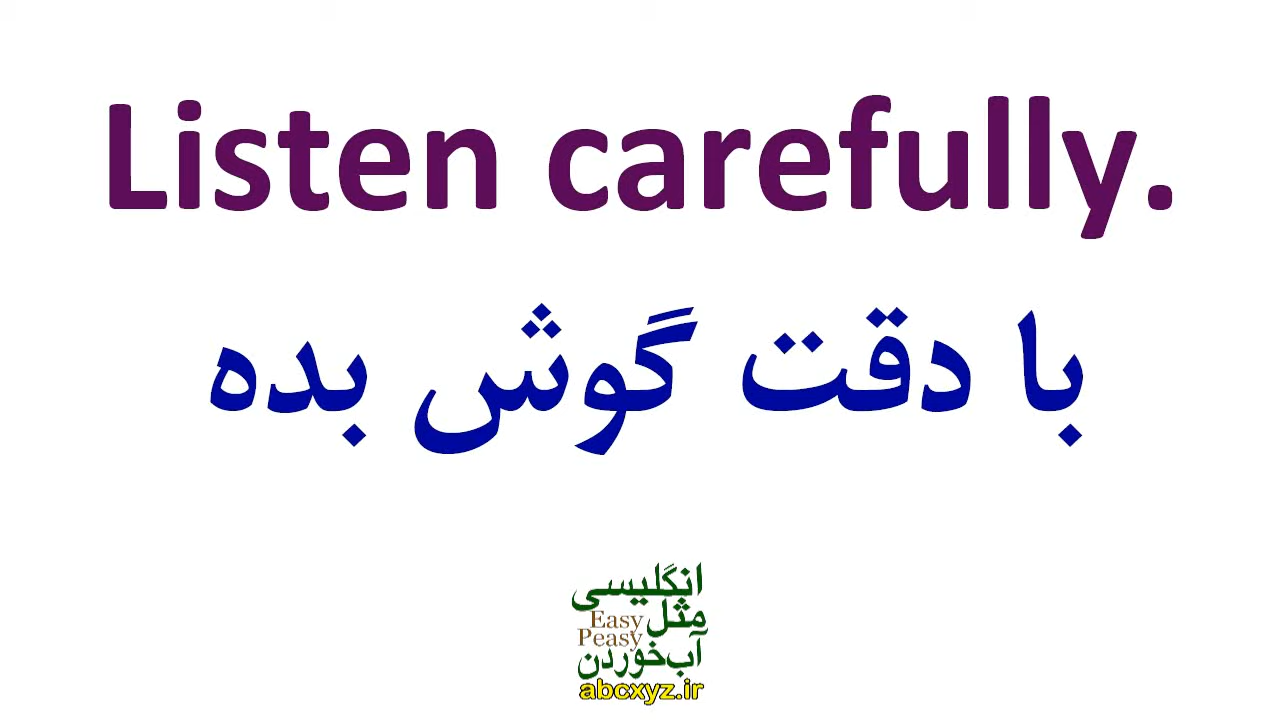 Listen carefully.
با دقت گوش بده
انگلیسی
مثل
Easy
Peasy
آب‌خوردن
abcxyz.ir